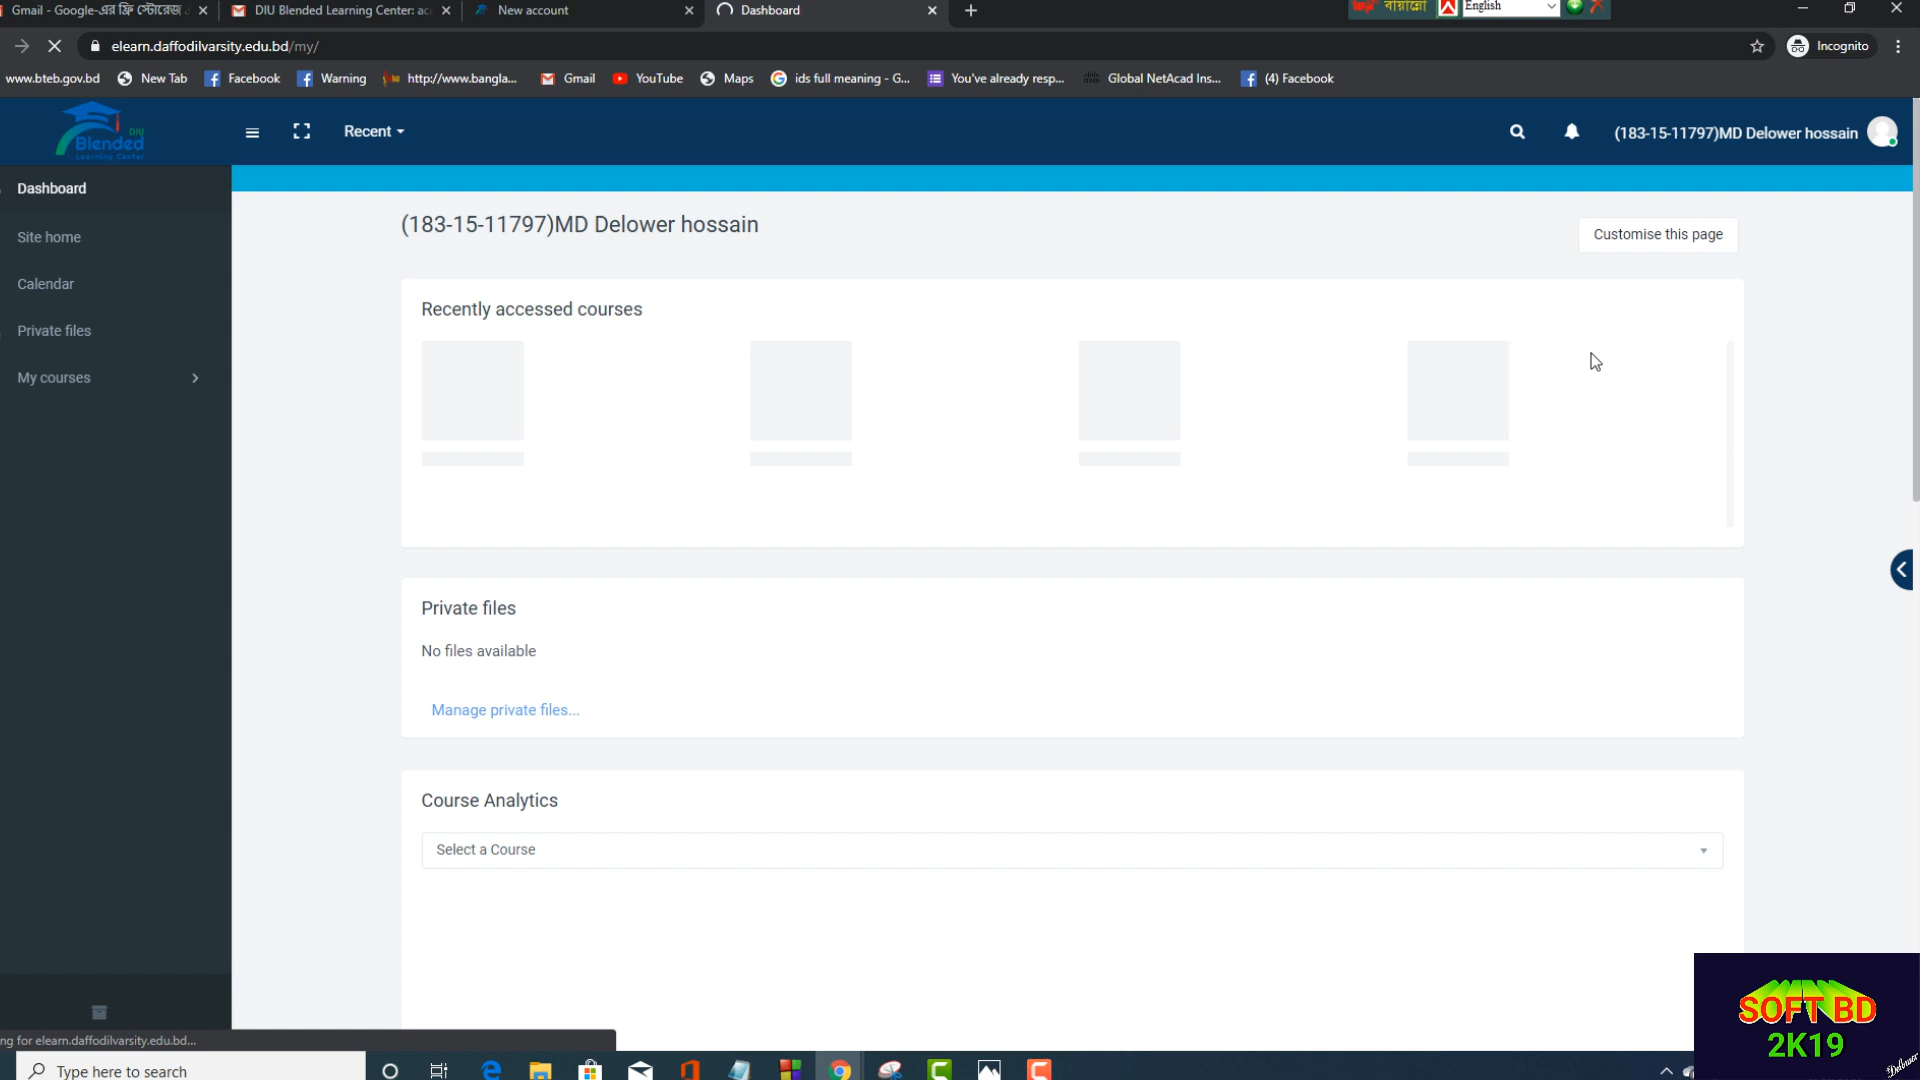 Gmail - Google-এর ফ্রি স্টোরেজ
DIU Blended Learning Center: acc
New account
Dashboard
বায়ান্নো
English
elearn.daffodilvarsity.edu.bd/my/
Incognito
www.bteb.gov.bd
New Tab
Facebook
Warning
http://www.bangla...
Gmail
YouTube
Maps
ids full meaning - G...
You've already resp...
Global NetAcad Ins...
(4) Facebook
DIU
Blended
Learning Center
Recent
(183-15-11797)MD Delower hossain
Dashboard
Site home
Calendar
Private files
My courses
(183-15-11797)MD Delower hossain
Customise this page
Recently accessed courses
Private files
No files available
Manage private files...
Course Analytics
Select a Course
ng for elearn.daffodilvarsity.edu.bd...
Type here to search
SOFT BD
2K19
Delower